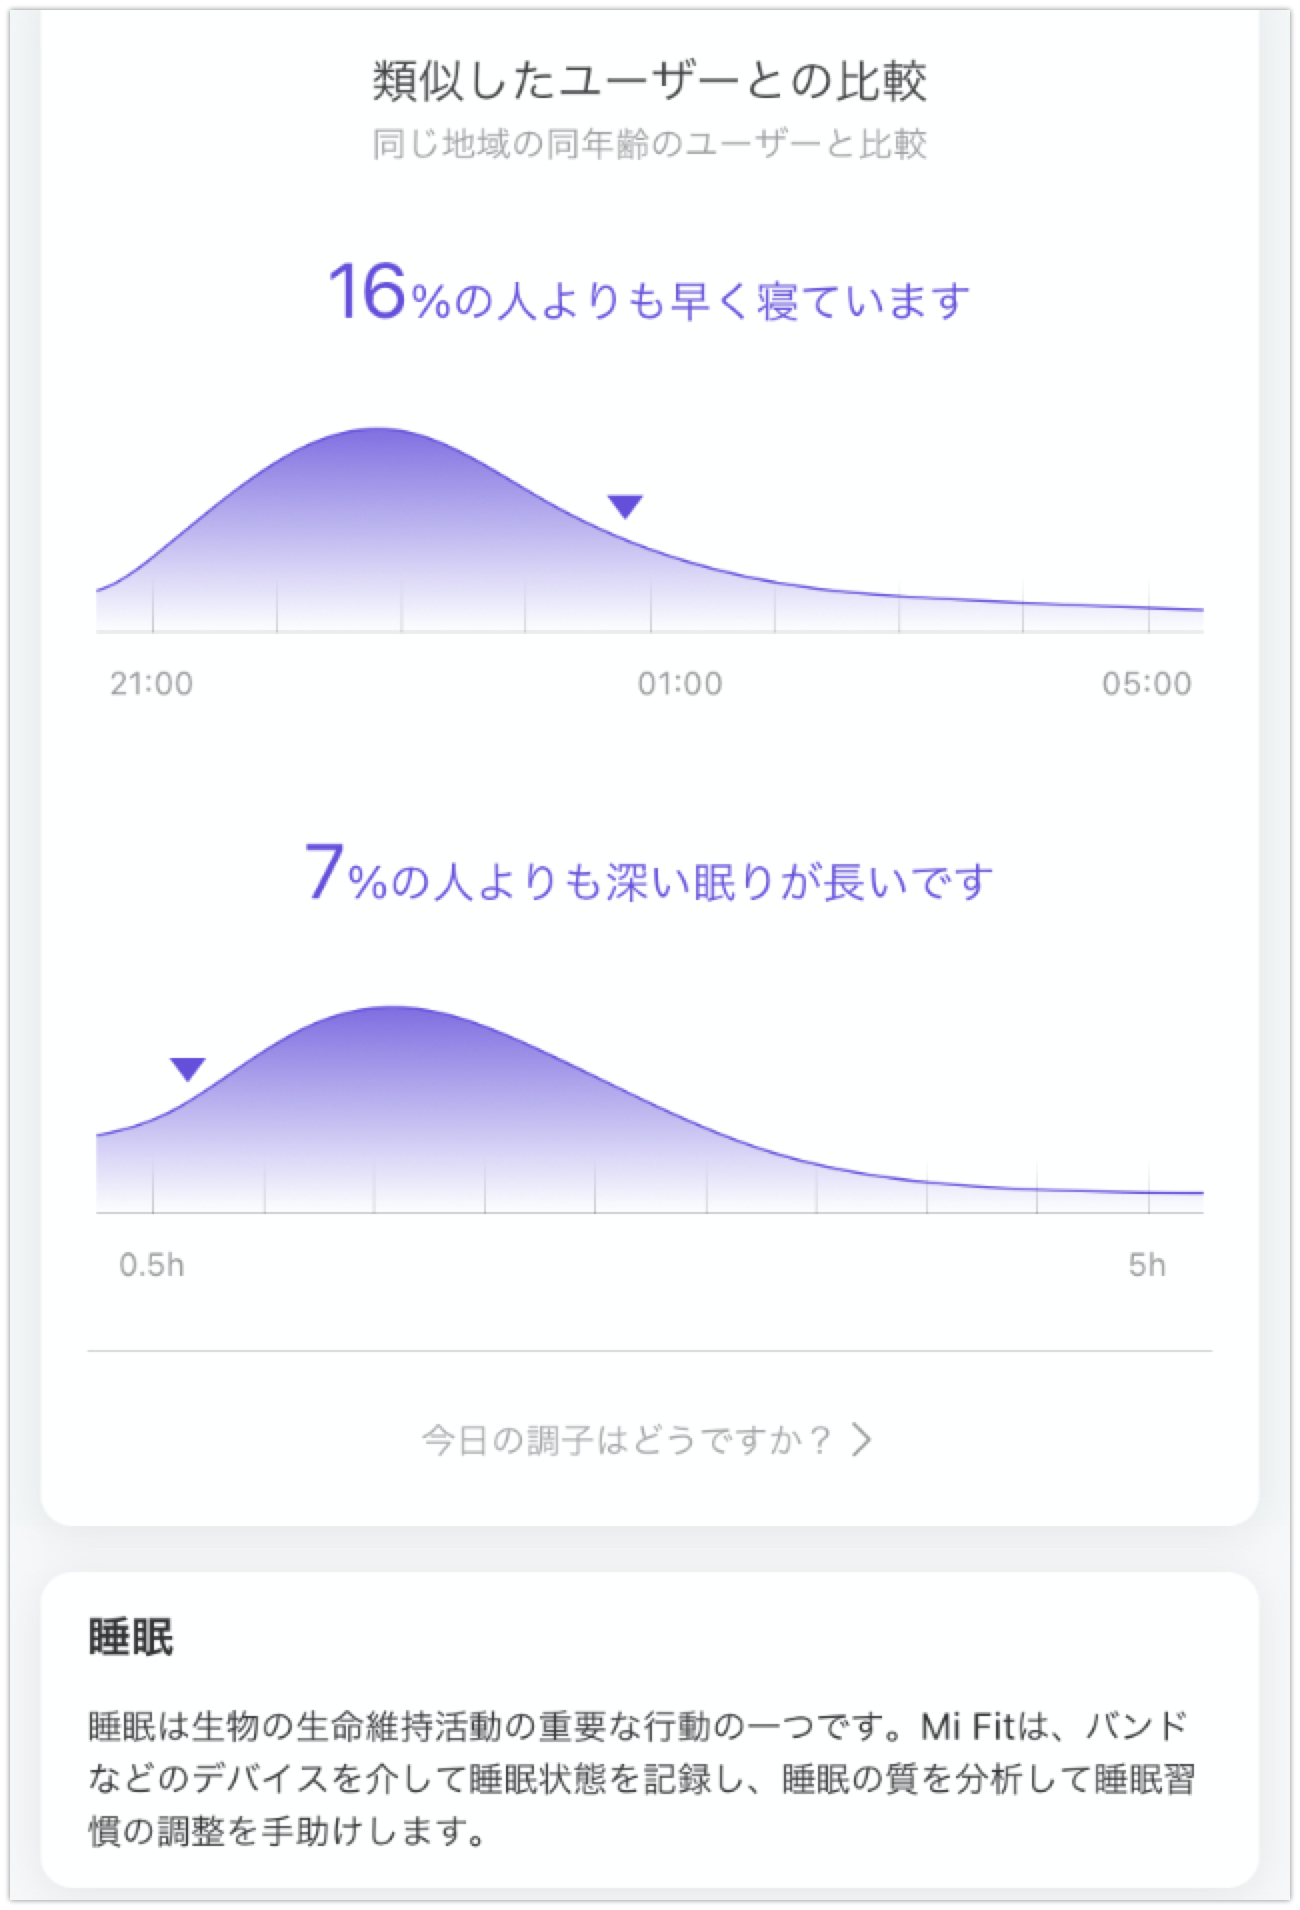 類似したユーザーとの比較
同じ地域の同年齢のユーザーと比較
16%の人よりも早く寝ています
21:00 01:00 05:00
7%の人よりも深い眠りが長いです
0.5h 5h
今日の調子はどうですか？ >
睡眠
睡眠は生物の生命維持活動の重要な行動の一つです。Mi Fitは、バンド
などのデバイスを介して睡眠状態を記録し、睡眠の質を分析して睡眠習
慣の調整を手助けします。